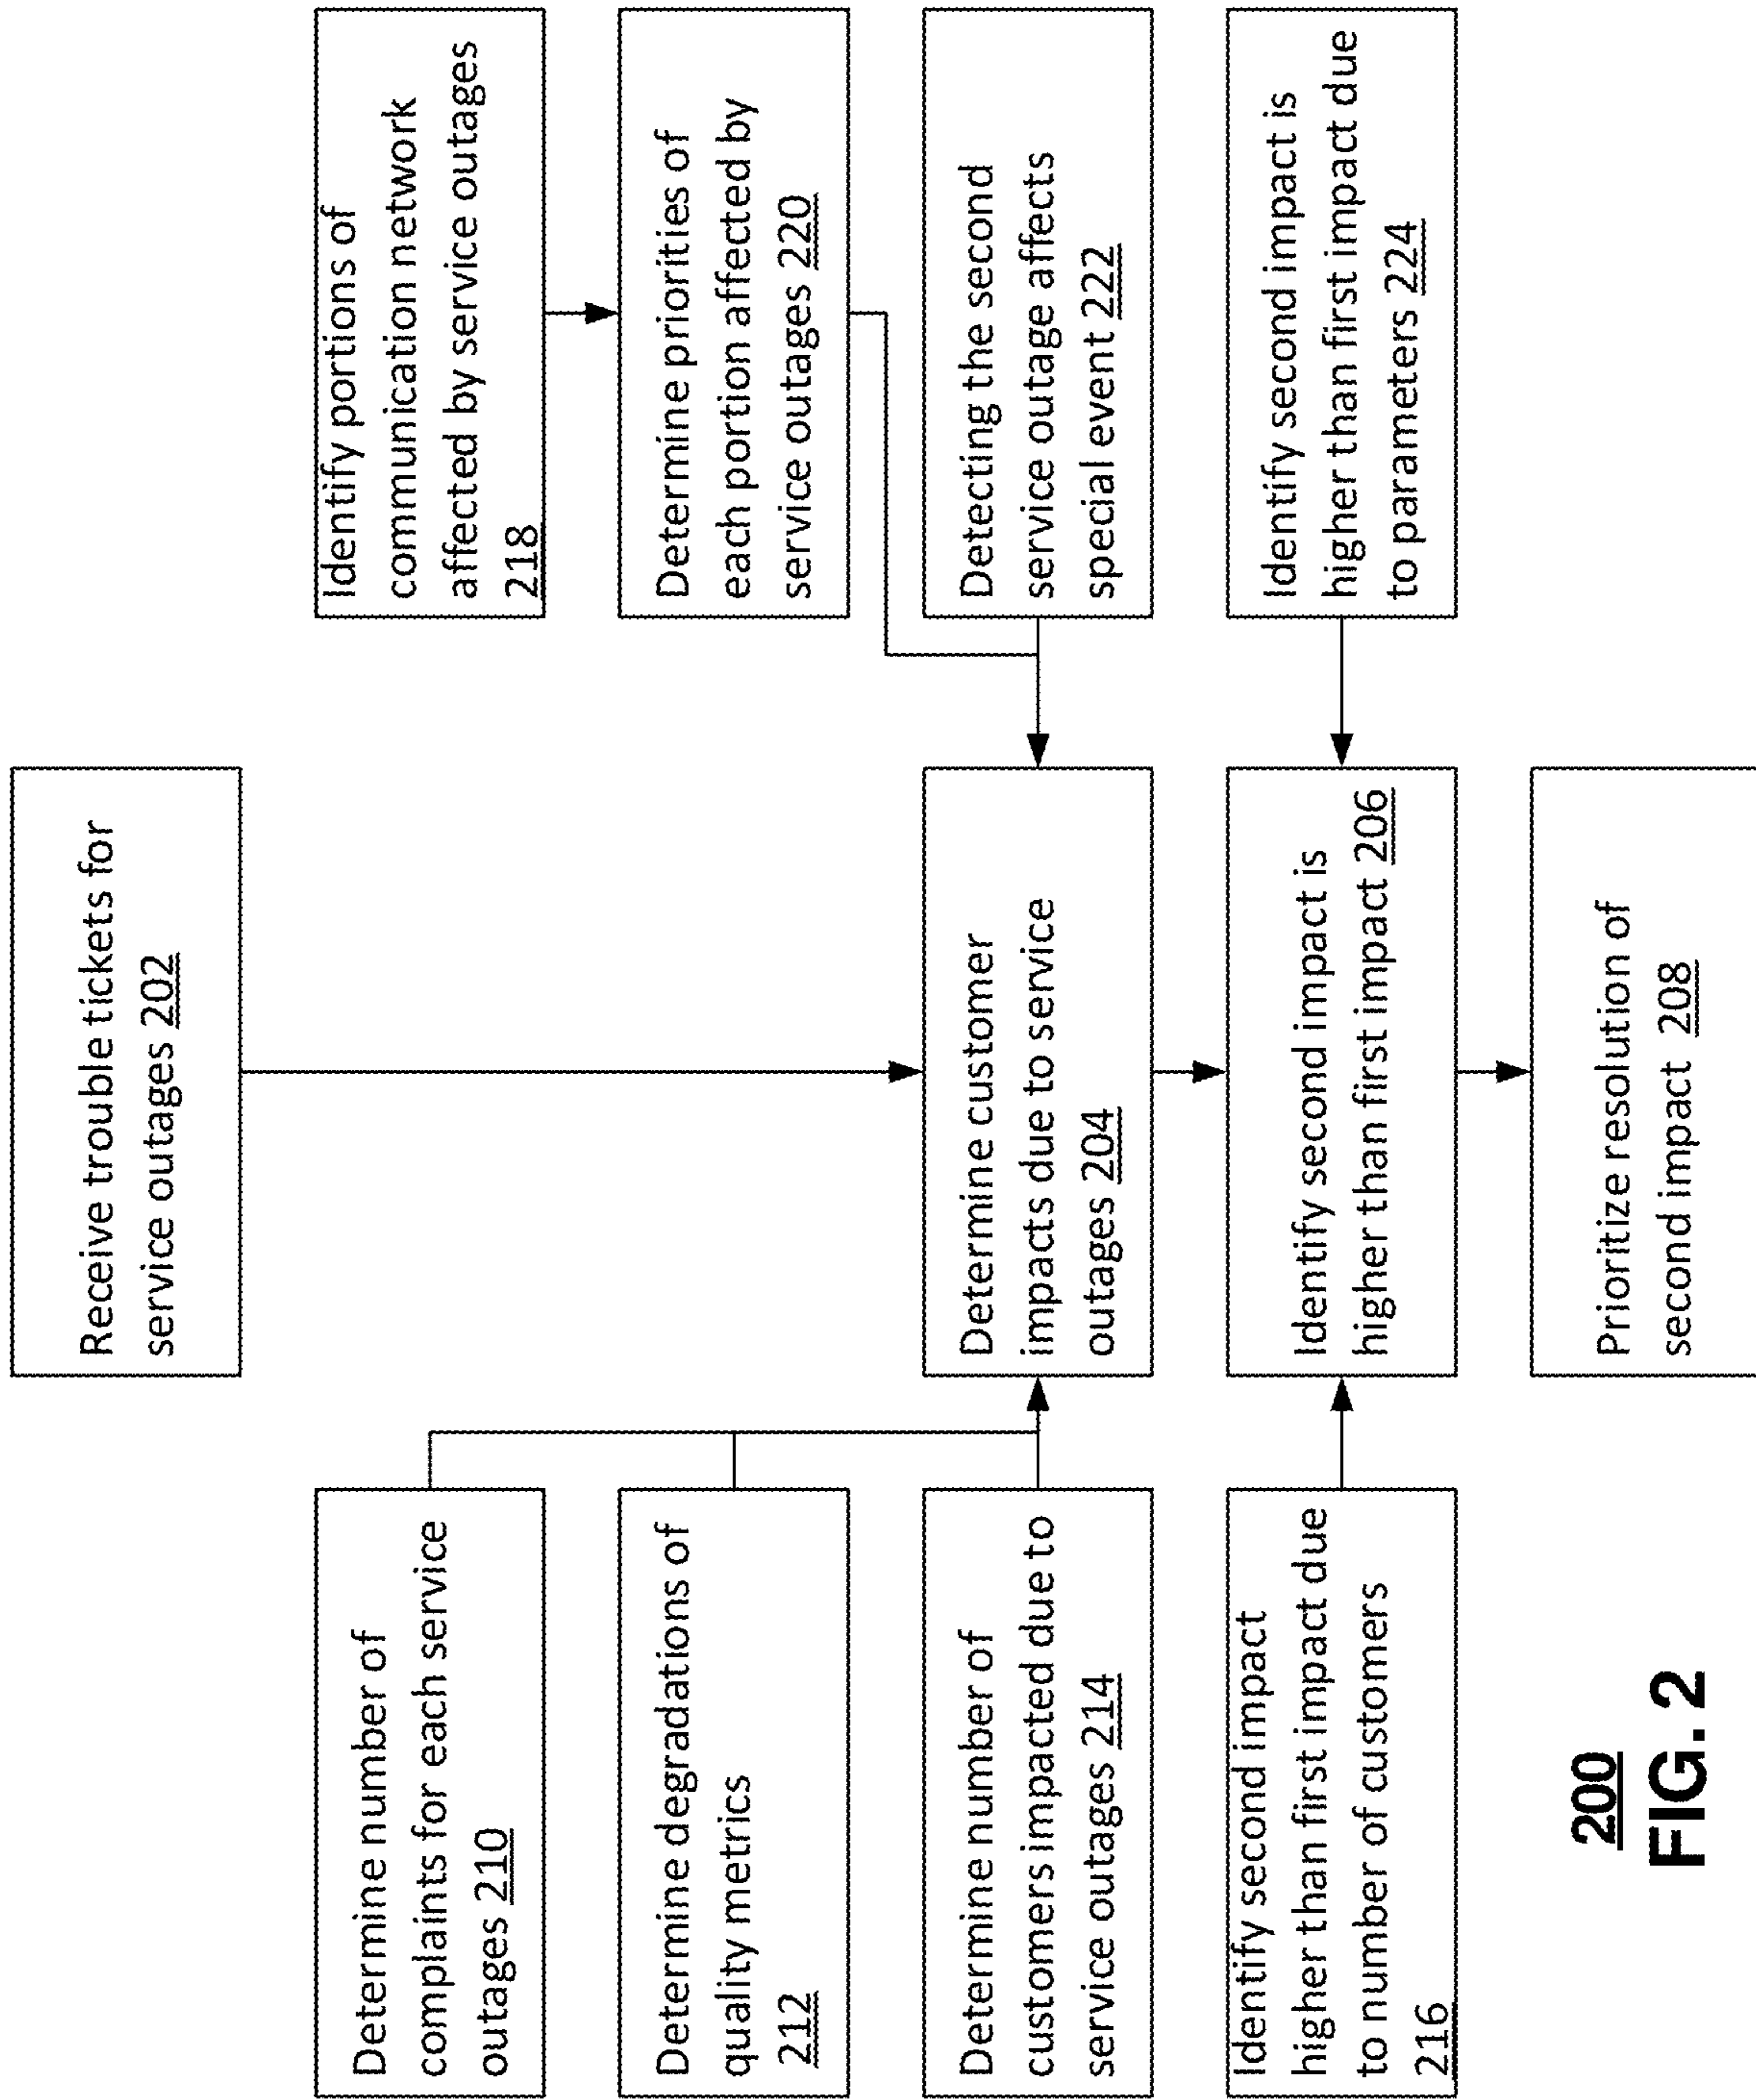 Receive trouble tickets for
service outages 202
Determine number of
complaints for each service
outages 210
Identify portions of
communication network
affected by service outages
218
Determine degradations of
quality metrics
212
Determine priorities of
each portion affected by
service outages 220
Determine number of
customers impacted due to
service outages 214
Determine customer
impacts due to service
outages 204
Detecting the second
service outage affects
special event 222
Identify second impact
higher than first impact due
to number of customers
216
Identify second impact is
higher than first impact 206
Identify second impact is
higher than first impact due
to parameters 224
Prioritize resolution of
second impact 208
200
FIG. 2